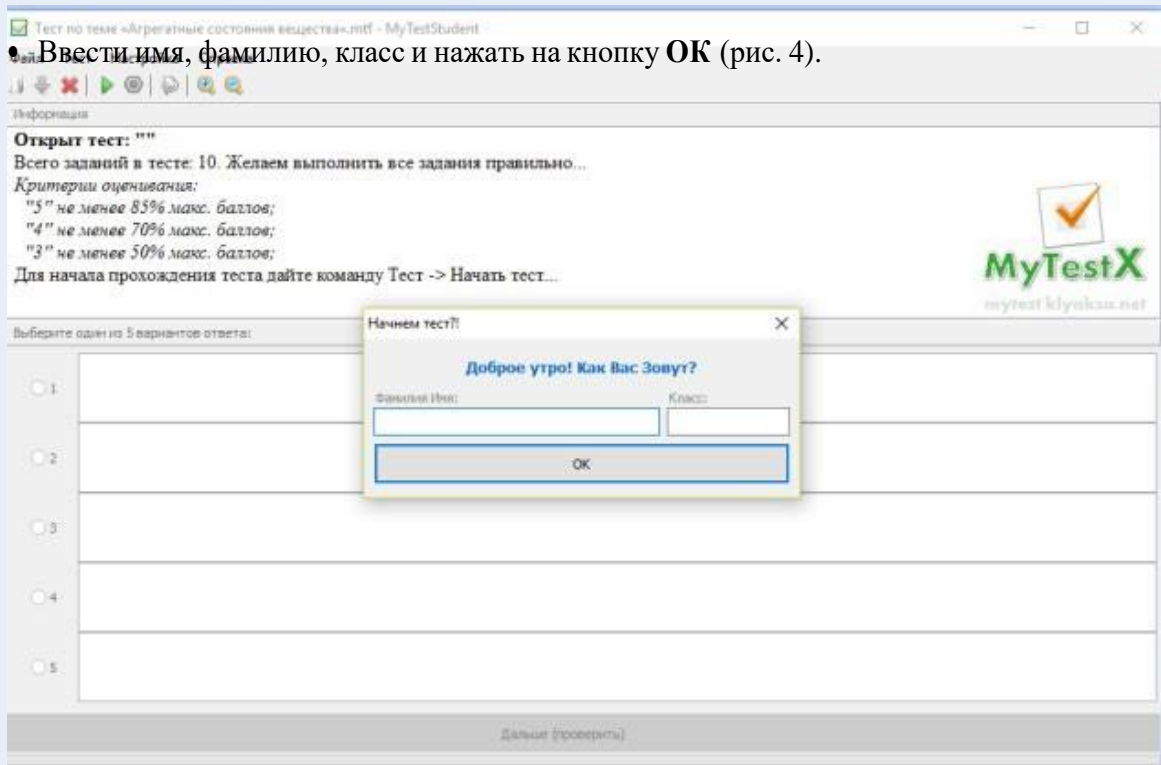 Тест по теме «Агрегатные состояния вещества».mtf - MyTestStudent
• Ввести имя, фамилию, класс и нажать на кнопку ОК (рис. 4).
Информация
Открыт тест: ""
Всего заданий в тесте: 10. Желаем выполнить все задания правильно...
Критерии оценивания:
"5" не менее 85% макс. баллов;
"4" не менее 70% макс. баллов;
"3" не менее 50% макс. баллов;
Для начала прохождения теста дайте команду Тест -> Начать тест...
MyTestX
mytest.klyaksa.net
Выберите один из 5 вариантов ответа:
Начнем тест?!
Доброе утро! Как Вас Зовут?
Фамилия Имя:
Класс:
OK
1
2
3
4
5
Дальше (проверить)